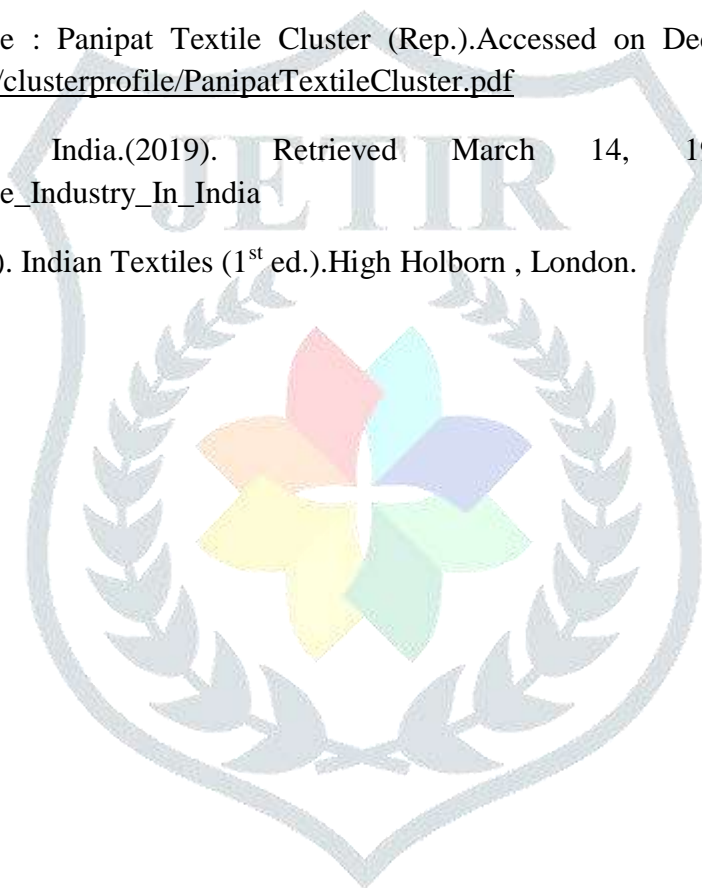 e : Panipat Textile Cluster (Rep.).Accessed on Dec
/clusterprofile/PanipatTextileCluster.pdf
India.(2019). Retrieved March 14, 19
e_Industry_In_India
). Indian Textiles (1st ed.).High Holborn , London.
JETIR